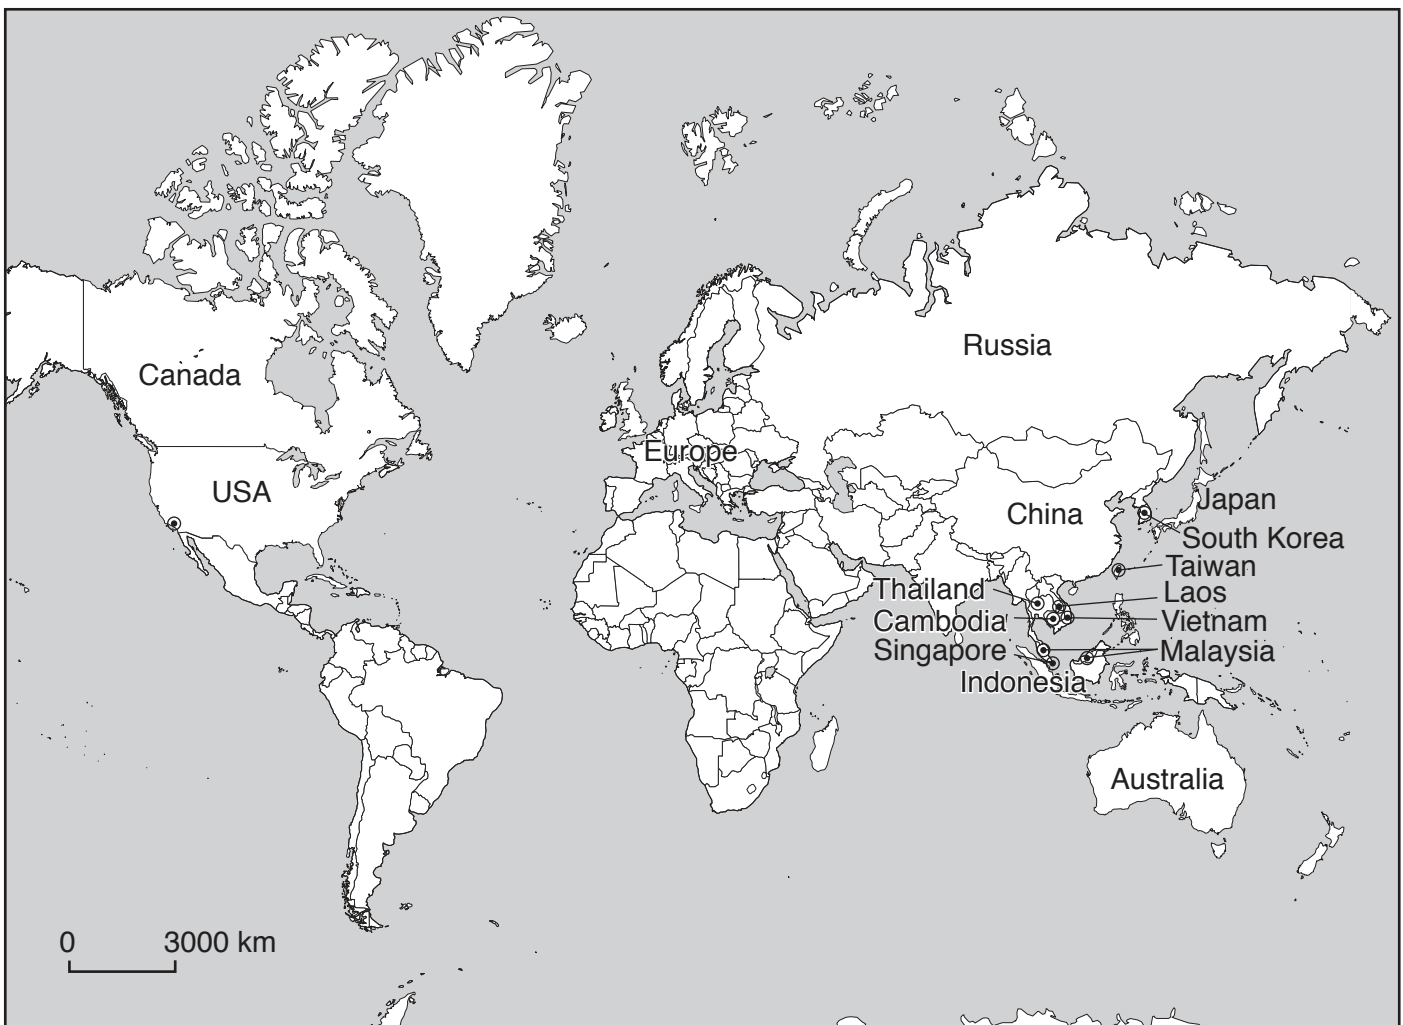 Russia
Canada
Europe
USA
Japan
China
South Korea
Taiwan
Thailand
Laos
Cambodia
Vietnam
Singapore
Malaysia
Indonesia
Australia
0 3000 km